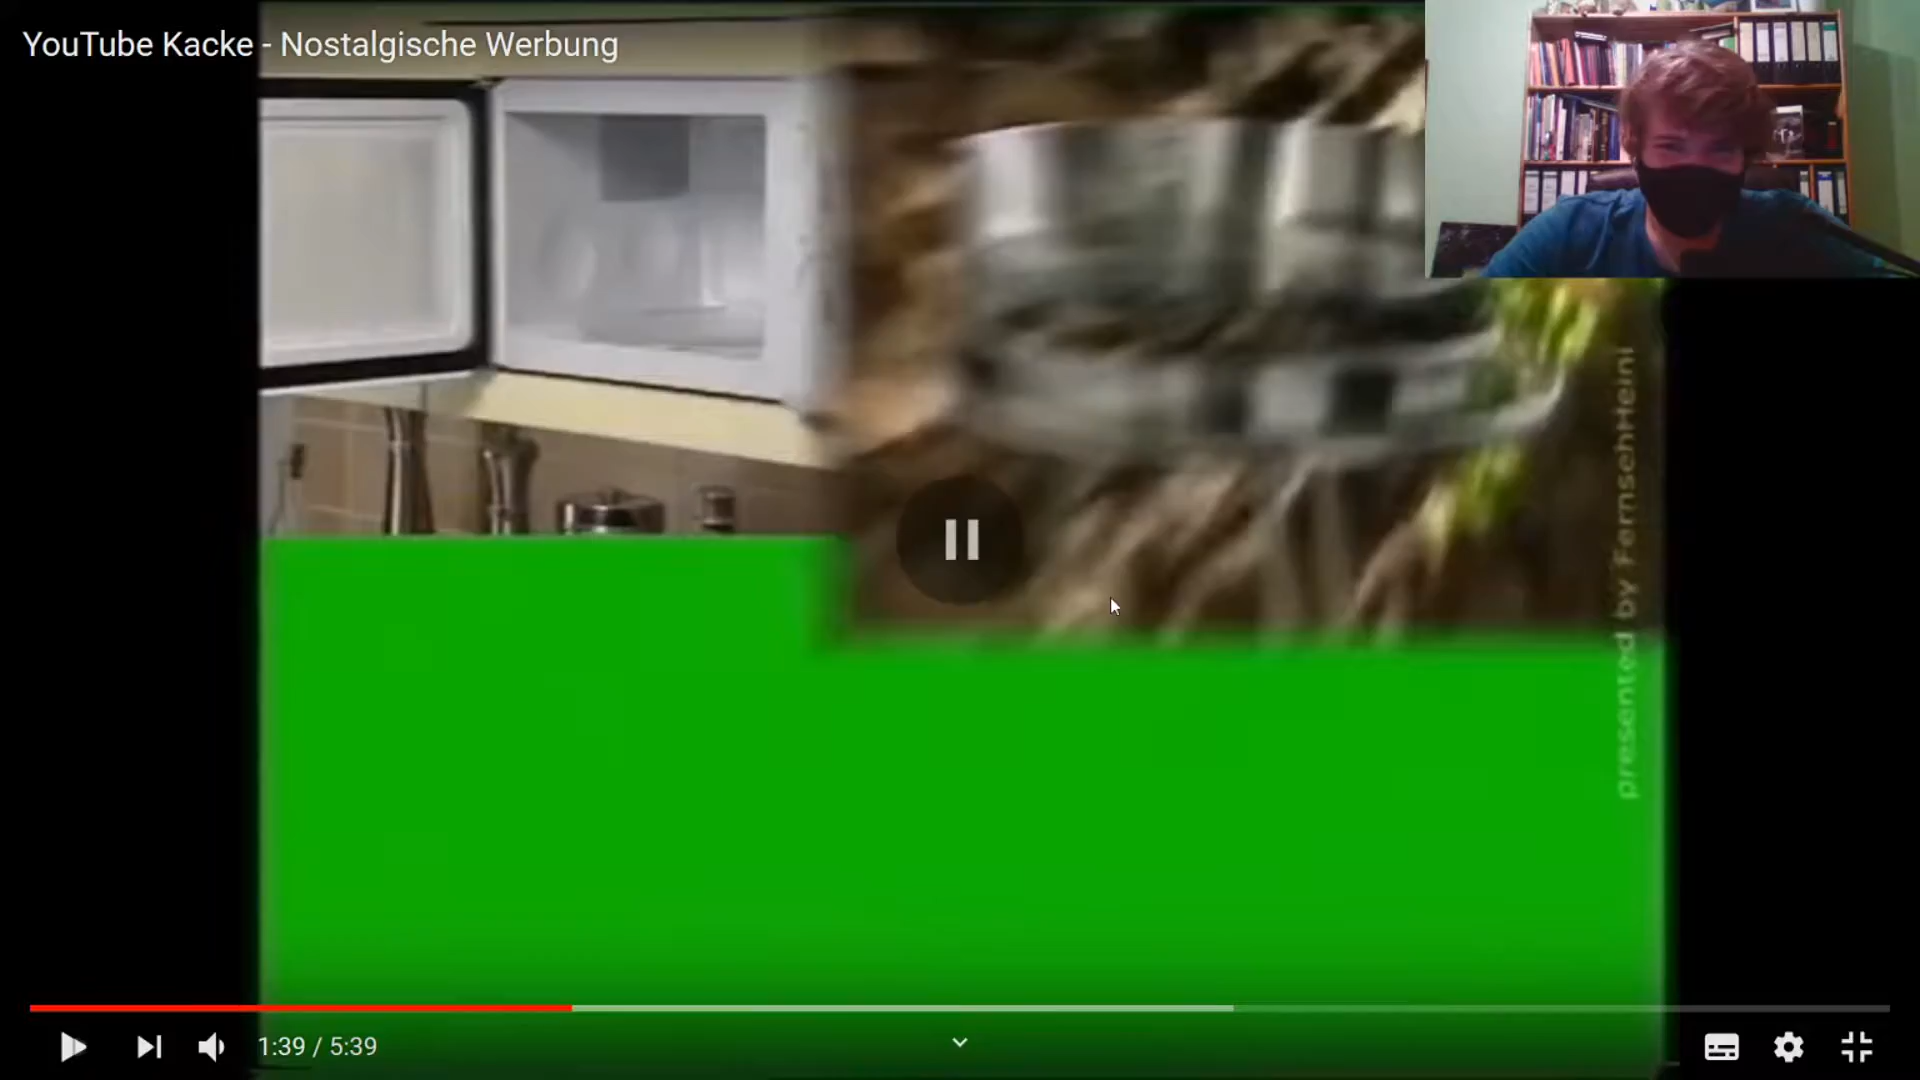 YouTube Kacke - Nostalgische Werbung
presented by FernsehHeini
1:39 / 5:39